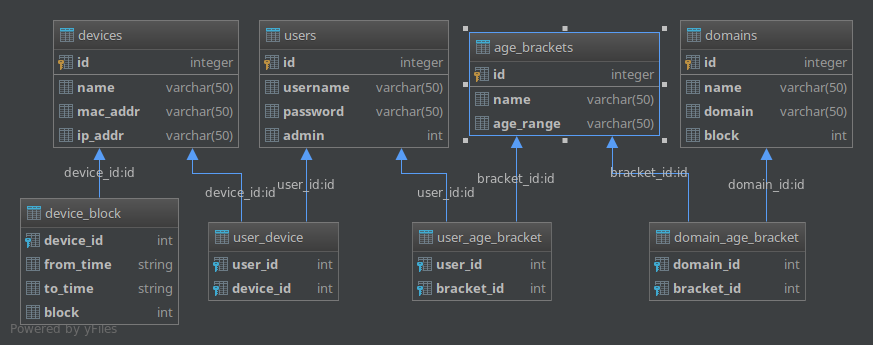 devices
id integer
name varchar(50)
mac_addr varchar(50)
ip_addr varchar(50)
users
id integer
username varchar(50)
password varchar(50)
admin int
age_brackets
id integer
name varchar(50)
age_range varchar(50)
domains
id integer
name varchar(50)
domain varchar(50)
block int
device_id:id
device_id:id
user_id:id
user_id:id
bracket_id:id
bracket_id:id
domain_id:id
device_block
device_id int
from_time string
to_time string
block int
user_device
user_id int
device_id int
user_age_bracket
user_id int
bracket_id int
domain_age_bracket
domain_id int
bracket_id int
Powered by yFiles